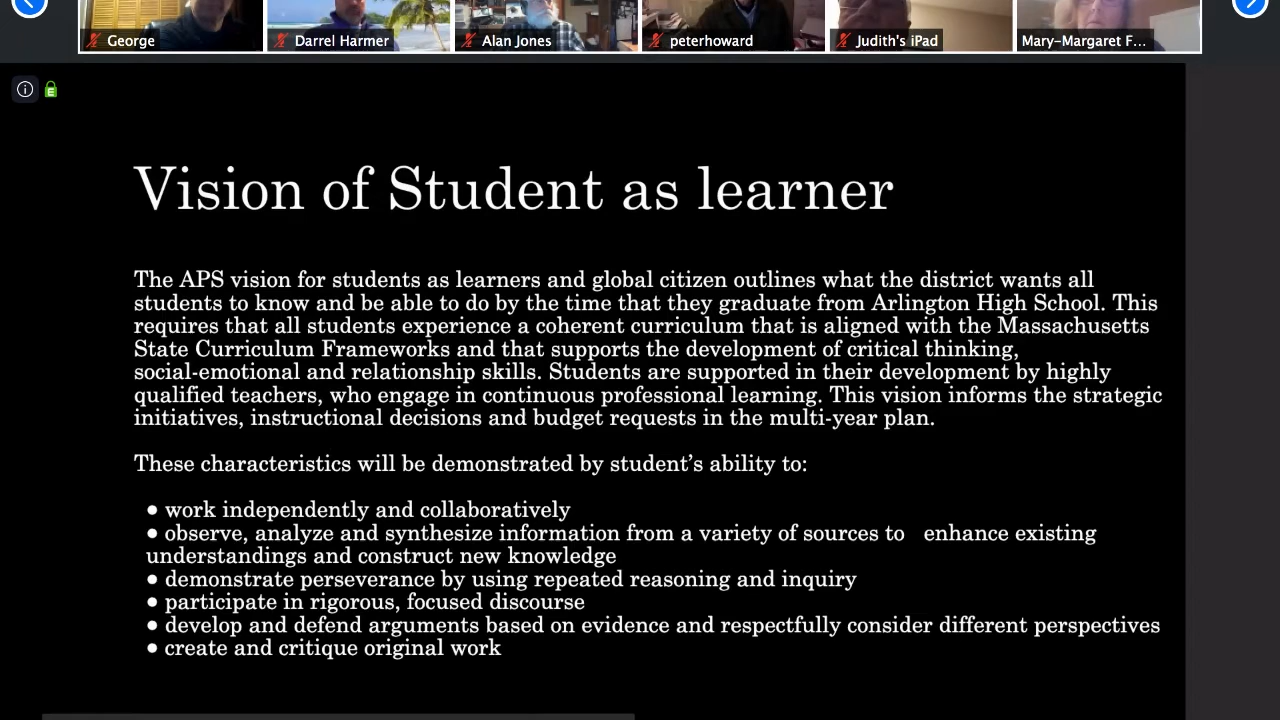 George
Darrel Harmer
Alan Jones
peterhoward
Judith's iPad
Mary-Margaret F...
E
Vision of Student as learner
The APS vision for students as learners and global citizen outlines what the district wants all
students to know and be able to do by the time that they graduate from Arlington High School. This
requires that all students experience a coherent curriculum that is aligned with the Massachusetts
State Curriculum Frameworks and that supports the development of critical thinking,
social-emotional and relationship skills. Students are supported in their development by highly
qualified teachers, who engage in continuous professional learning. This vision informs the strategic
initiatives, instructional decisions and budget requests in the multi-year plan.
These characteristics will be demonstrated by student's ability to:
● work independently and collaboratively
● observe, analyze and synthesize information from a variety of sources to enhance existing
understandings and construct new knowledge
● demonstrate perseverance by using repeated reasoning and inquiry
● participate in rigorous, focused discourse
● develop and defend arguments based on evidence and respectfully consider different perspectives
● create and critique original work